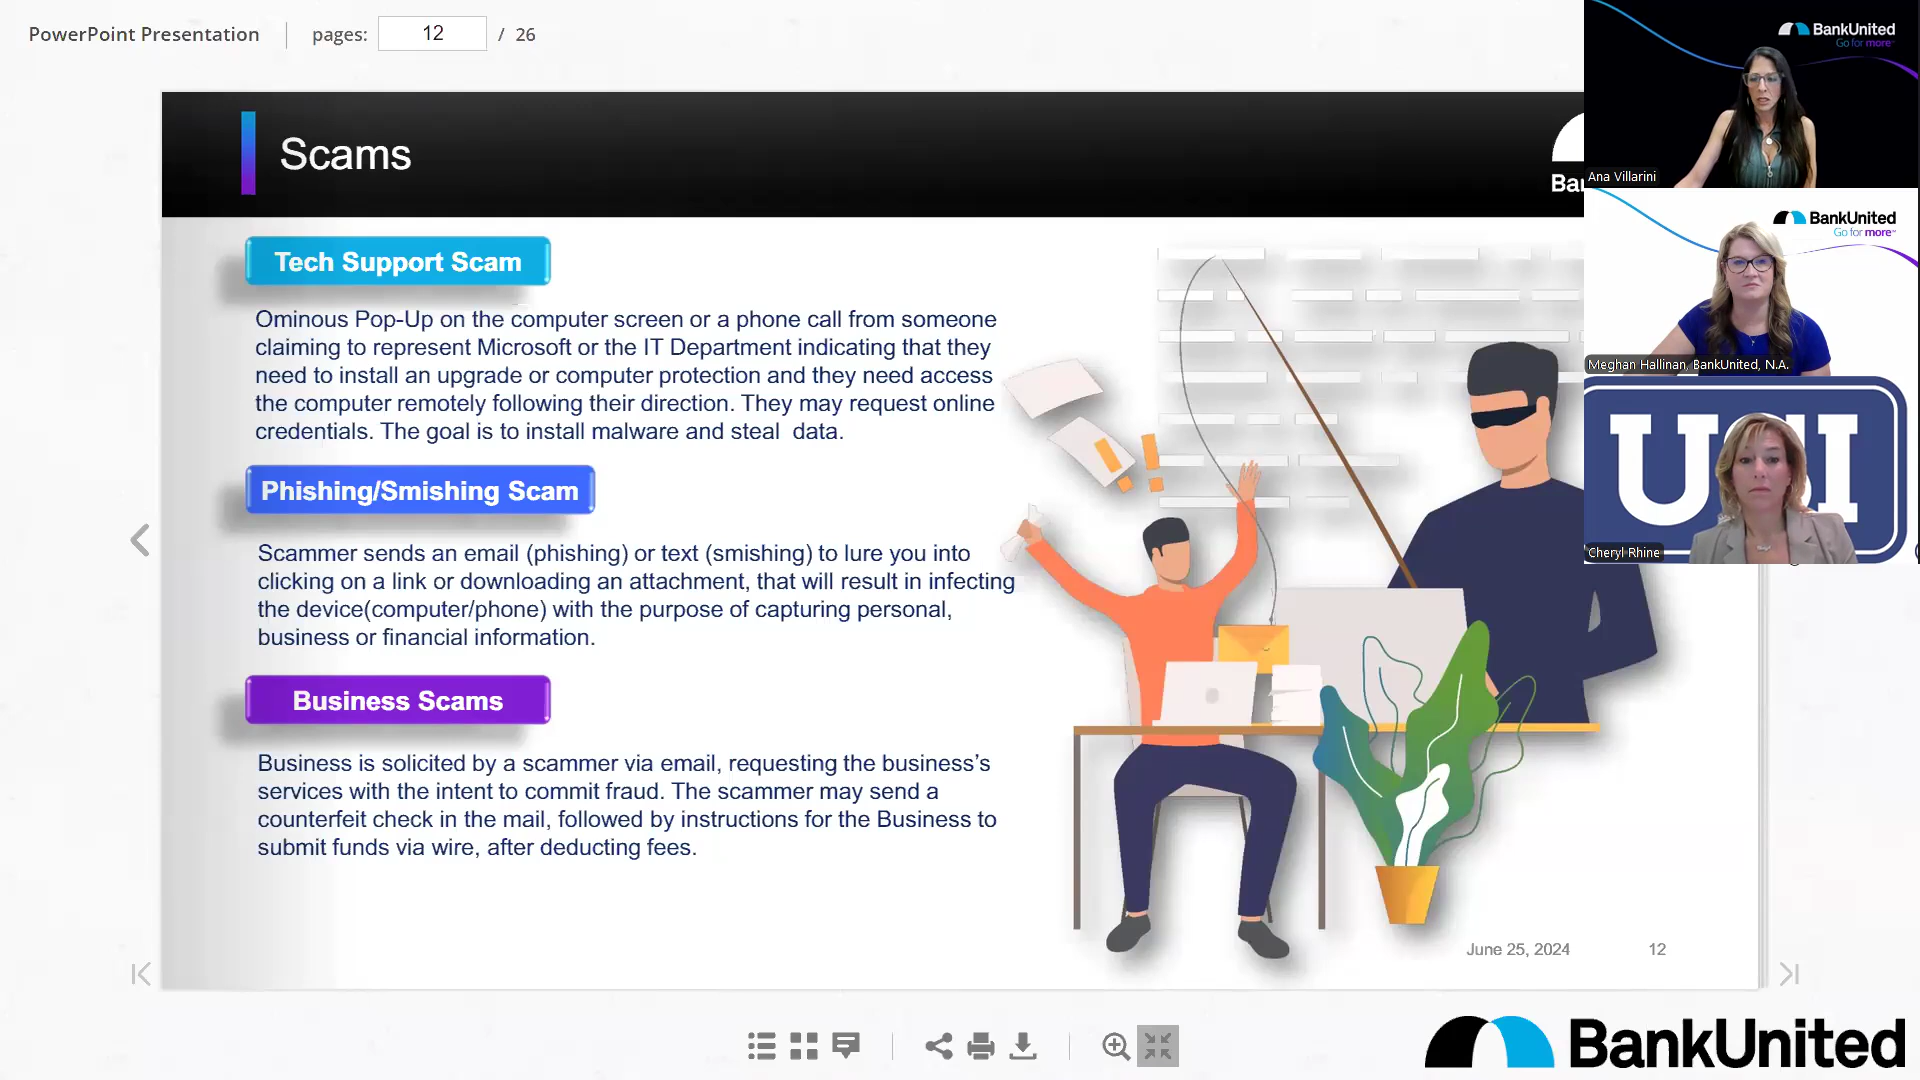 PowerPoint Presentation
pages:
12
/ 26
Scams
Ba
Tech Support Scam
Ominous Pop-Up on the computer screen or a phone call from someone
claiming to represent Microsoft or the IT Department indicating that they
need to install an upgrade or computer protection and they need access
the computer remotely following their direction. They may request online
credentials. The goal is to install malware and steal  data.
Phishing/Smishing Scam
Scammer sends an email (phishing) or text (smishing) to lure you into
clicking on a link or downloading an attachment, that will result in infecting
the device(computer/phone) with the purpose of capturing personal,
business or financial information.
Business Scams
Business is solicited by a scammer via email, requesting the business’s
services with the intent to commit fraud. The scammer may send a
counterfeit check in the mail, followed by instructions for the Business to
submit funds via wire, after deducting fees.
June 25, 2024
12
BankUnited
Go for more
Ana Villarini
BankUnited
Go for more
Meghan Hallinan, BankUnited, N.A.
USI
Cheryl Rhine
BankUnited